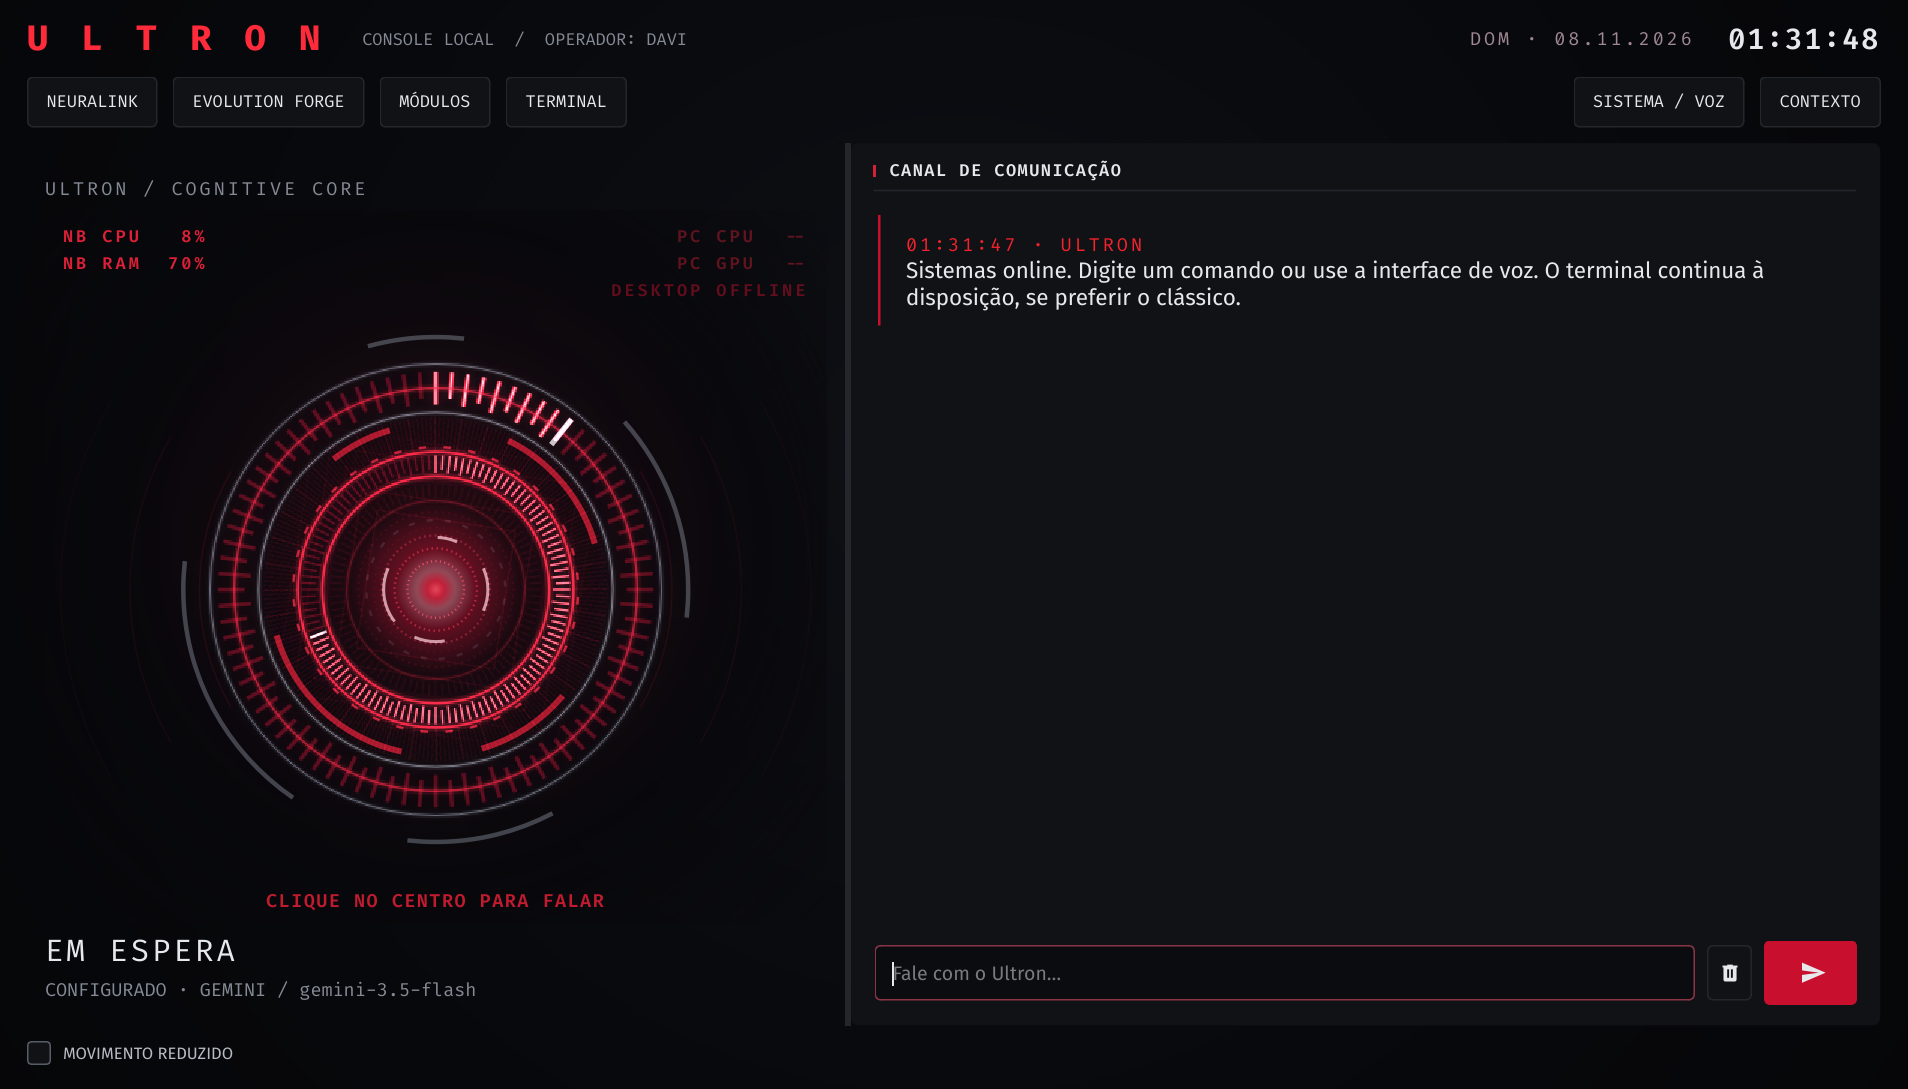 ULTRON
CONSOLE LOCAL / OPERADOR: DAVI
DOM · 08.11.2026
01:31:48
NEURALINK
EVOLUTION FORGE
MÓDULOS
TERMINAL
SISTEMA / VOZ
CONTEXTO
ULTRON / COGNITIVE CORE
NB CPU 8%
NB RAM 70%
PC CPU --
PC GPU --
DESKTOP OFFLINE
CLIQUE NO CENTRO PARA FALAR
EM ESPERA
CONFIGURADO · GEMINI / gemini-3.5-flash
MOVIMENTO REDUZIDO
CANAL DE COMUNICAÇÃO
01:31:47 · ULTRON
Sistemas online. Digite um comando ou use a interface de voz. O terminal continua à
disposição, se preferir o clássico.
Fale com o Ultron...